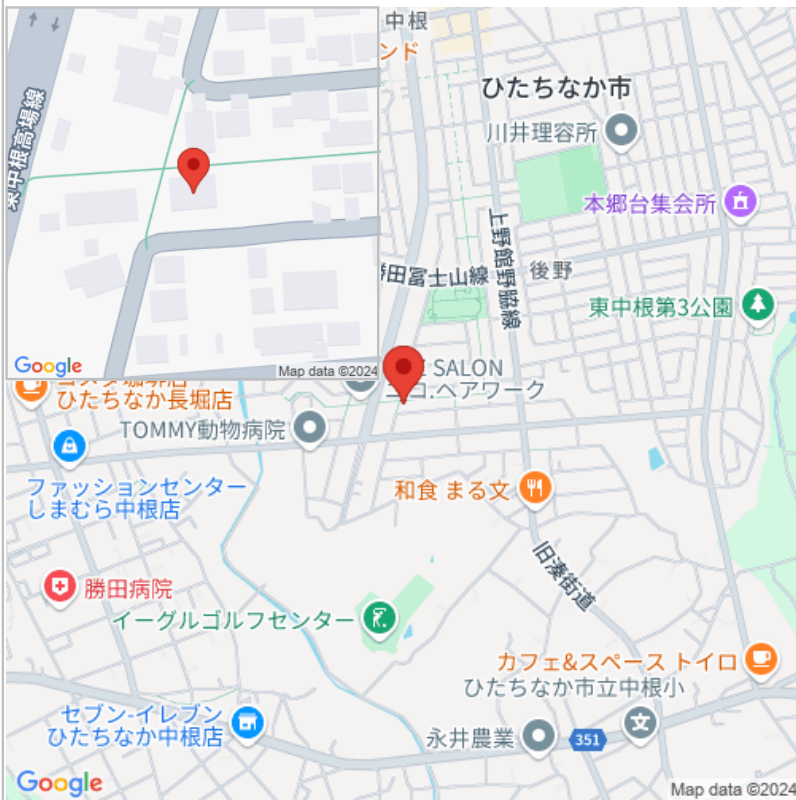 中根
ンド
ひたちなか市
川井理容所
本郷台集会所
上野館野脇線
田冨士山線
後野
東中根第3公園
中根高場線
Google
Map data ©2024
SALON
ヘアワーク
ひたちなか長堀店
TOMMY動物病院
ファッションセンター
しまむら中根店
和食 まる文
勝田病院
旧湊街道
イーグルゴルフセンター
カフェ&スペース トイロ
ひたちなか市立中根小
セブン-イレブン
ひたちなか中根店
永井農業
351
Google
Map data ©2024